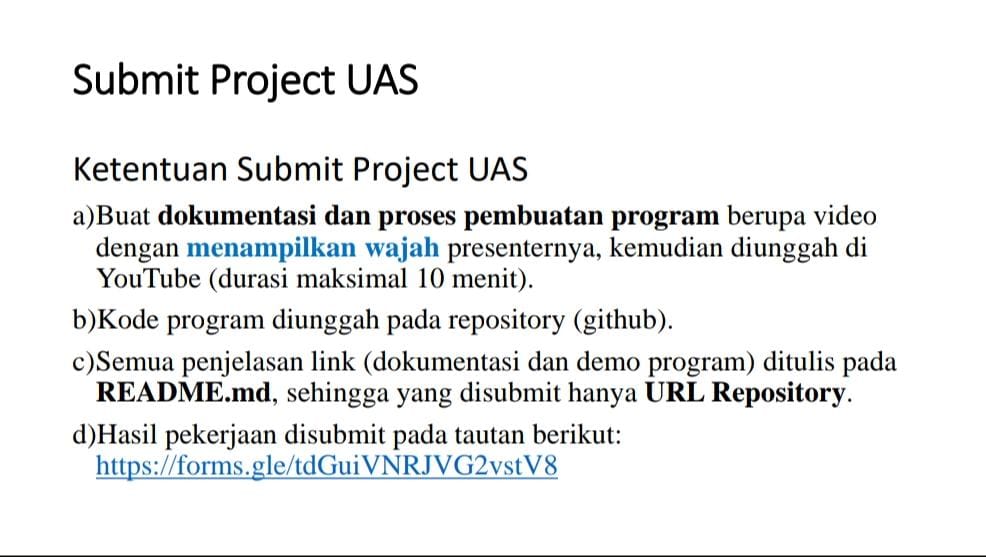 Submit Project UAS
Ketentuan Submit Project UAS
a)Buat dokumentasi dan proses pembuatan program berupa video
dengan menampilkan wajah presenternya, kemudian diunggah di
YouTube (durasi maksimal 10 menit).
b)Kode program diunggah pada repository (github).
c)Semua penjelasan link (dokumentasi dan demo program) ditulis pada
README.md, sehingga yang disubmit hanya URL Repository.
d)Hasil pekerjaan disubmit pada tautan berikut:
https://forms.gle/tdGuiVNRJVG2vstV8